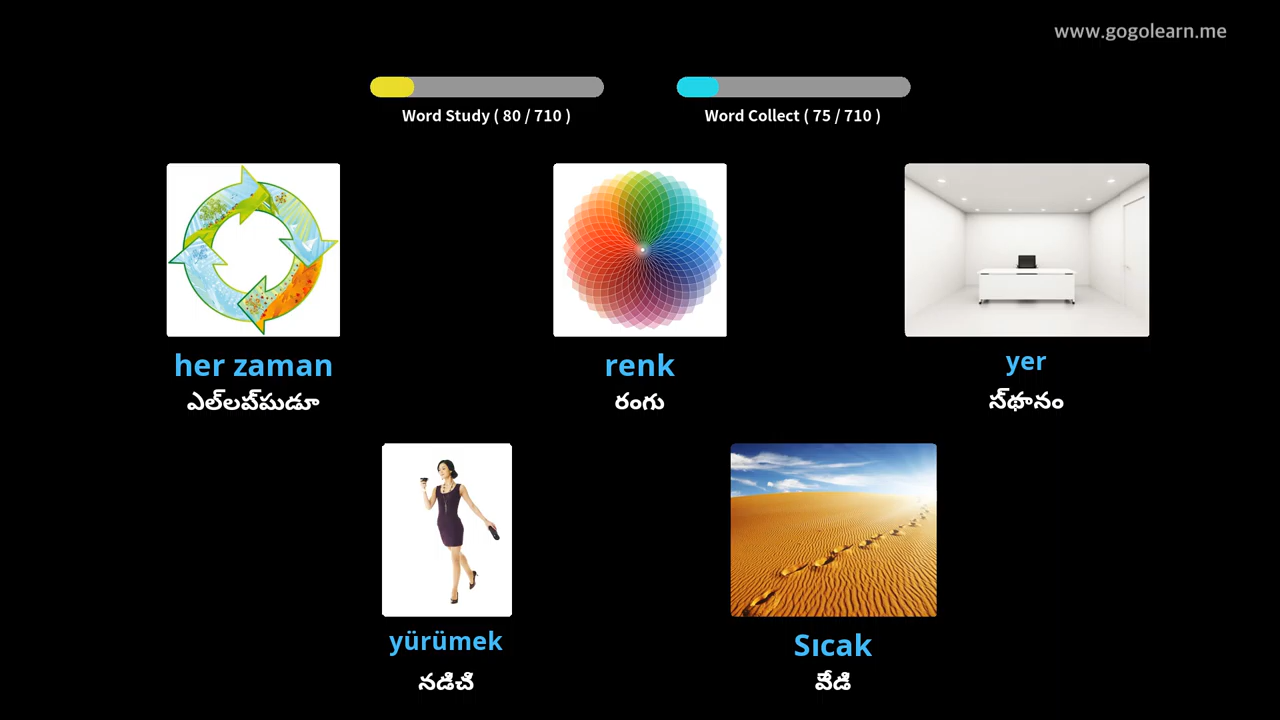 www.gogolearn.me
Word Study ( 80 / 710 )
Word Collect ( 75 / 710 )
her zaman
ఎల్లప్పుడూ
renk
రంగు
yer
స్థానం
yürümek
నడిచి
Sıcak
వేడి